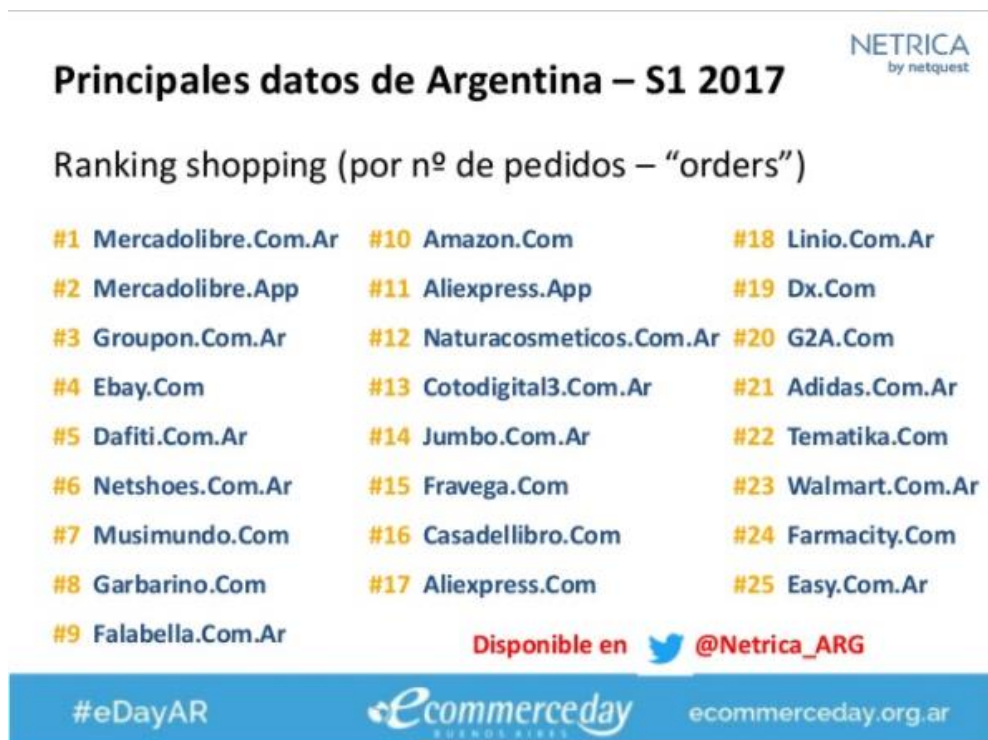 NETRICA
by netquest
Principales datos de Argentina – S1 2017
Ranking shopping (por nº de pedidos – “orders”)
#1 Mercadolibre.Com.Ar
#2 Mercadolibre.App
#3 Groupon.Com.Ar
#4 Ebay.Com
#5 Dafiti.Com.Ar
#6 Netshoes.Com.Ar
#7 Musimundo.Com
#8 Garbarino.Com
#9 Falabella.Com.Ar
#10 Amazon.Com
#11 Aliexpress.App
#12 Naturacosmeticos.Com.Ar
#13 Cotodigital3.Com.Ar
#14 Jumbo.Com.Ar
#15 Fravega.Com
#16 Casadellibro.Com
#17 Aliexpress.Com
#18 Linio.Com.Ar
#19 Dx.Com
#20 G2A.Com
#21 Adidas.Com.Ar
#22 Tematika.Com
#23 Walmart.Com.Ar
#24 Farmacity.Com
#25 Easy.Com.Ar
Disponible en @Netrica_ARG
#eDayAR
ecommerceday
BUENOS AIRES
ecommerceday.org.ar